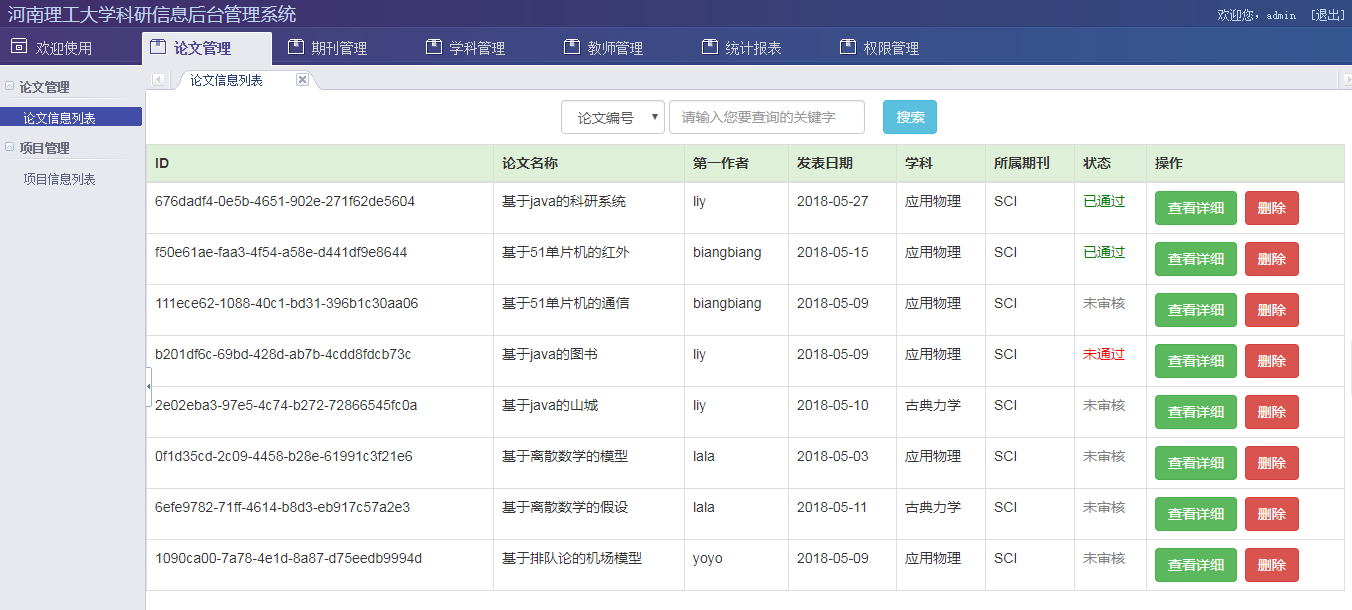 河南理工大学科研信息后台管理系统
欢迎您，admin [退出]
欢迎使用 论文管理 期刊管理 学科管理 教师管理 统计报表 权限管理
论文管理
论文信息列表
项目管理
项目信息列表
论文信息列表
论文编号 请输入您要查询的关键字 搜索
ID 论文名称 第一作者 发表日期 学科 所属期刊 状态 操作
676dadf4-0e5b-4651-902e-271f62de5604 基于java的科研系统 liy 2018-05-27 应用物理 SCI 已通过 查看详细 删除
f50e61ae-faa3-4f54-a58e-d441df9e8644 基于51单片机的红外 biangbiang 2018-05-15 应用物理 SCI 已通过 查看详细 删除
111ece62-1088-40c1-bd31-396b1c30aa06 基于51单片机的通信 biangbiang 2018-05-09 应用物理 SCI 未审核 查看详细 删除
b201df6c-69bd-428d-ab7b-4cdd8fdcb73c 基于java的图书 liy 2018-05-09 应用物理 SCI 未通过 查看详细 删除
2e02eba3-97e5-4c74-b272-72866545fc0a 基于java的山城 liy 2018-05-10 古典力学 SCI 未审核 查看详细 删除
0f1d35cd-2c09-4458-b28e-61991c3f21e6 基于离散数学的模型 lala 2018-05-03 应用物理 SCI 未审核 查看详细 删除
6efe9782-71ff-4614-b8d3-eb917c57a2e3 基于离散数学的假设 lala 2018-05-11 古典力学 SCI 未审核 查看详细 删除
1090ca00-7a78-4e1d-8a87-d75eedb9994d 基于排队论的机场模型 yoyo 2018-05-09 应用物理 SCI 未审核 查看详细 删除